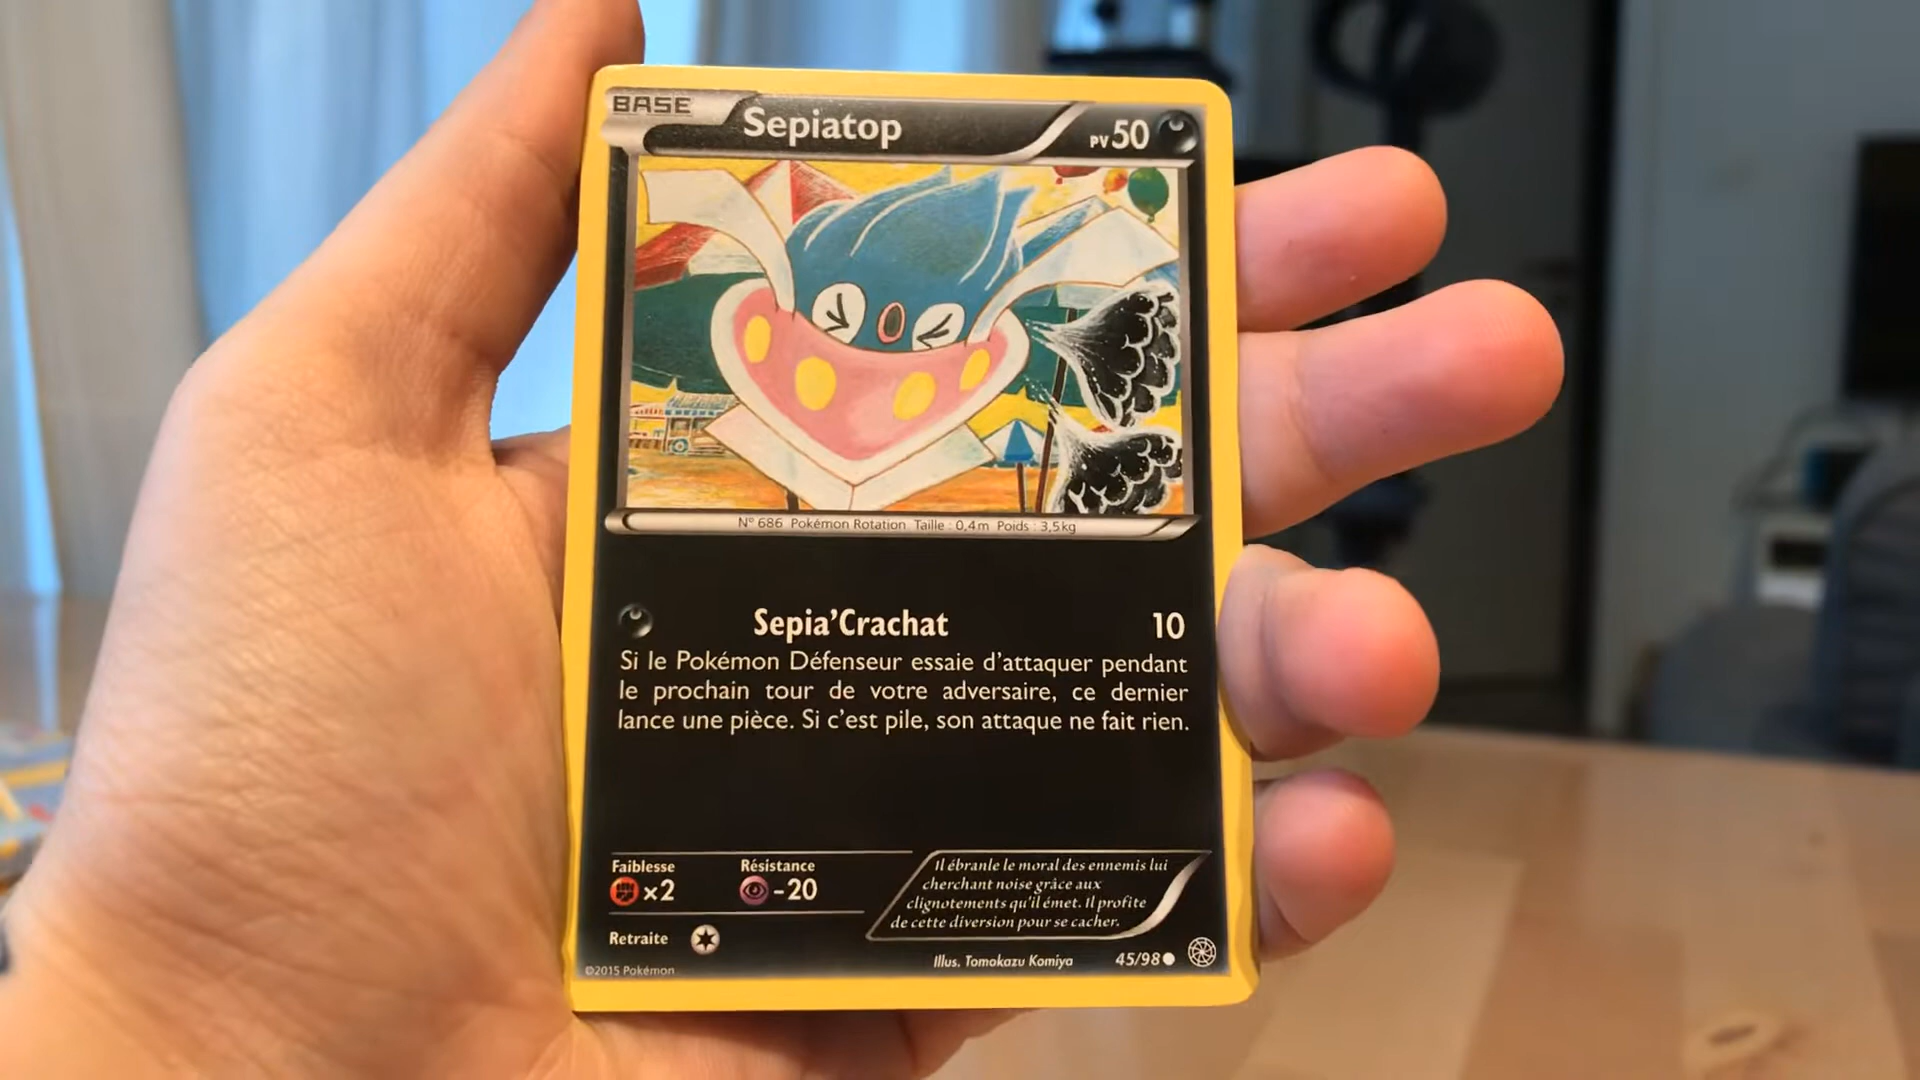 BASE
Sepiatop
PV 50
N° 686 Pokémon Rotation Taille : 0,4m Poids : 3,5kg
Sepia'Crachat 10
Si le Pokémon Défenseur essaie d'attaquer pendant
le prochain tour de votre adversaire, ce dernier
lance une pièce. Si c'est pile, son attaque ne fait rien.
Faiblesse
×2
Résistance
-20
Retraite
Il ébranle le moral des ennemis lui
cherchant noise grâce aux
clignotements qu'il émet. Il profite
de cette diversion pour se cacher.
Illus. Tomokazu Komiya
45/98
©2015 Pokémon